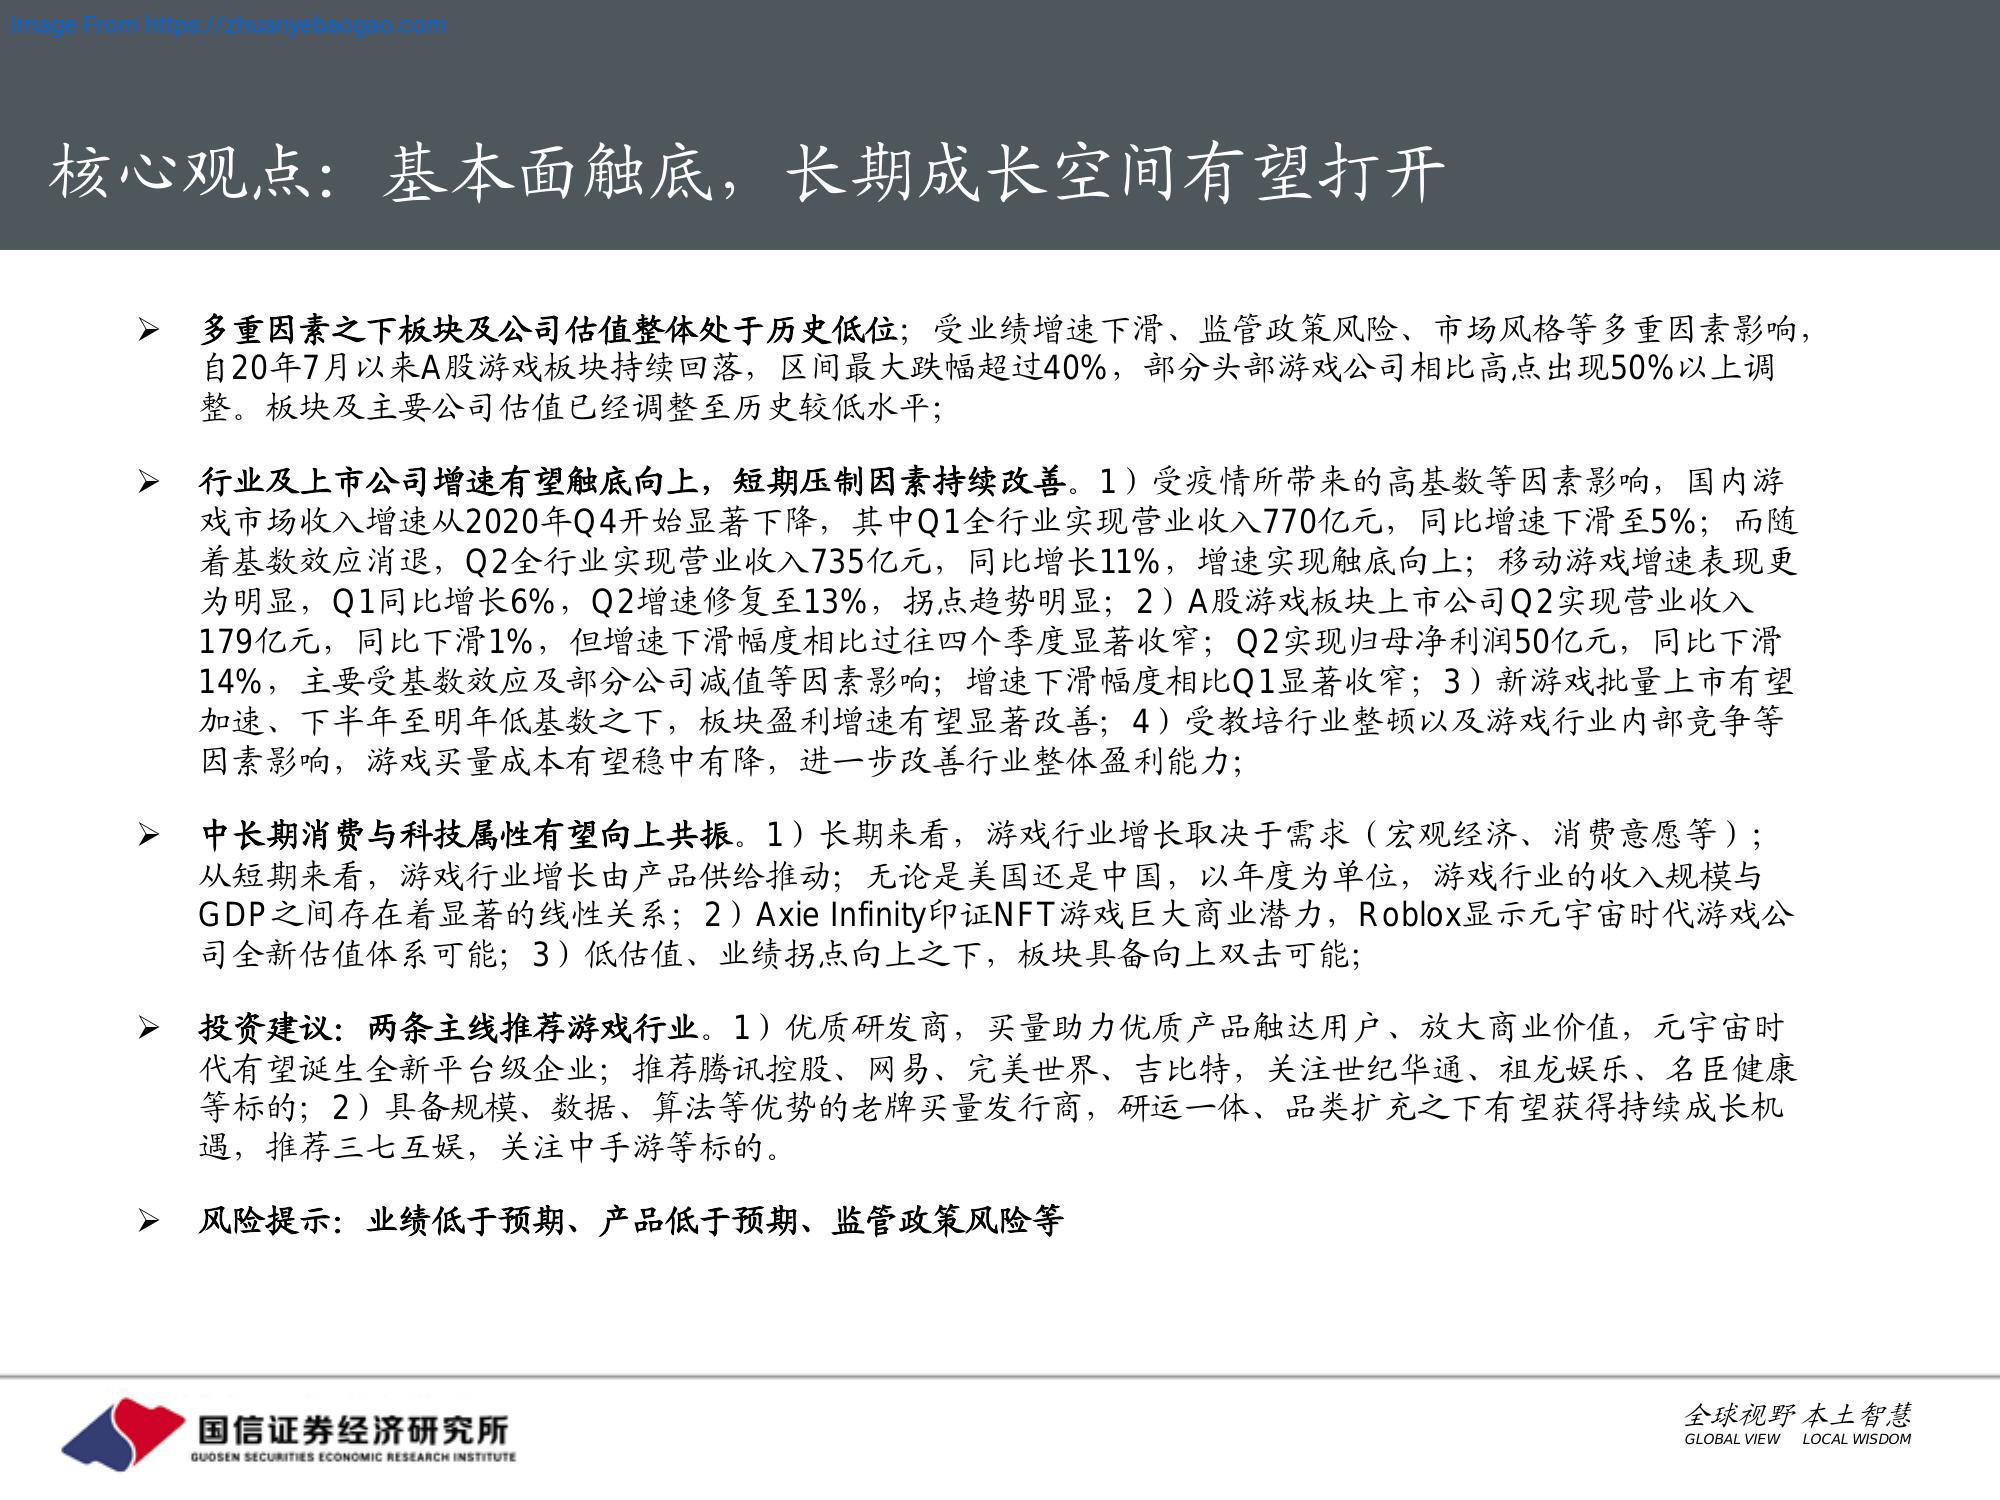 Image From https://zhuanyebaogao.com
核心观点：基本面触底，长期成长空间有望打开
➢ 多重因素之下板块及公司估值整体处于历史低位；受业绩增速下滑、监管政策风险、市场风格等多重因素影响，
自20年7月以来A股游戏板块持续回落，区间最大跌幅超过40%，部分头部游戏公司相比高点出现50%以上调
整。板块及主要公司估值已经调整至历史较低水平；
➢ 行业及上市公司增速有望触底向上，短期压制因素持续改善。1）受疫情所带来的高基数等因素影响，国内游
戏市场收入增速从2020年Q4开始显著下降，其中Q1全行业实现营业收入770亿元，同比增速下滑至5%；而随
着基数效应消退，Q2全行业实现营业收入735亿元，同比增长11%，增速实现触底向上；移动游戏增速表现更
为明显，Q1同比增长6%，Q2增速修复至13%，拐点趋势明显；2）A股游戏板块上市公司Q2实现营业收入
179亿元，同比下滑1%，但增速下滑幅度相比过往四个季度显著收窄；Q2实现归母净利润50亿元，同比下滑
14%，主要受基数效应及部分公司减值等因素影响；增速下滑幅度相比Q1显著收窄；3）新游戏批量上市有望
加速、下半年至明年低基数之下，板块盈利增速有望显著改善；4）受教培行业整顿以及游戏行业内部竞争等
因素影响，游戏买量成本有望稳中有降，进一步改善行业整体盈利能力；
➢ 中长期消费与科技属性有望向上共振。1）长期来看，游戏行业增长取决于需求（宏观经济、消费意愿等）；
从短期来看，游戏行业增长由产品供给推动；无论是美国还是中国，以年度为单位，游戏行业的收入规模与
GDP之间存在着显著的线性关系；2）Axie Infinity印证NFT游戏巨大商业潜力，Roblox显示元宇宙时代游戏公
司全新估值体系可能；3）低估值、业绩拐点向上之下，板块具备向上双击可能；
➢ 投资建议：两条主线推荐游戏行业。1）优质研发商，买量助力优质产品触达用户、放大商业价值，元宇宙时
代有望诞生全新平台级企业；推荐腾讯控股、网易、完美世界、吉比特，关注世纪华通、祖龙娱乐、名臣健康
等标的；2）具备规模、数据、算法等优势的老牌买量发行商，研运一体、品类扩充之下有望获得持续成长机
遇，推荐三七互娱，关注中手游等标的。
➢ 风险提示：业绩低于预期、产品低于预期、监管政策风险等
国信证券经济研究所
GUOSEN SECURITIES ECONOMIC RESEARCH INSTITUTE
全球视野 本土智慧
GLOBAL VIEW LOCAL WISDOM